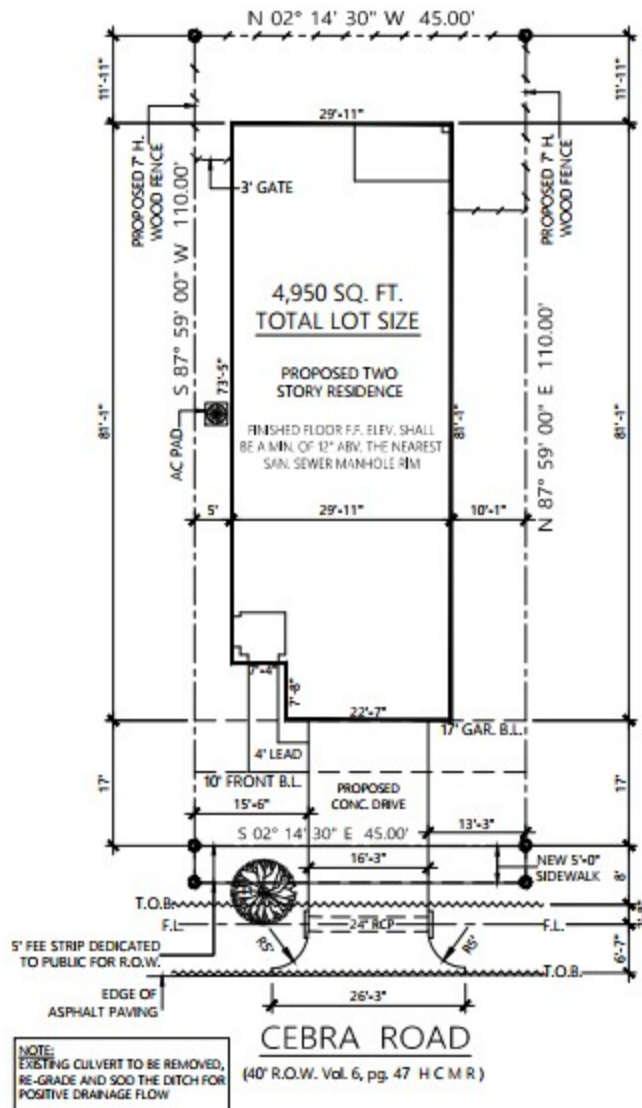 N 02° 14' 30" W 45.00'
11'-11"
11'-11"
29'-11"
PROPOSED 7' H.
WOOD FENCE
PROPOSED 7' H.
WOOD FENCE
3' GATE
S 87° 59' 00" W 110.00'
4,950 SQ. FT.
TOTAL LOT SIZE
PROPOSED TWO
STORY RESIDENCE
FINISHED FLOOR F.F. ELEV. SHALL
BE A MIN. OF 12" ABV. THE NEAREST
SAN. SEWER MANHOLE RIM
73'-5"
AC PAD
81'-1"
81'-1"
81'-1"
N 87° 59' 00" E 110.00'
5'
29'-11"
10'-1"
7'-4"
7'-8"
22'-7"
17' GAR. B.L.
4' LEAD
10' FRONT B.L.
PROPOSED
CONC. DRIVE
17'
17'
15'-6"
13'-3"
S 02° 14' 30" E 45.00'
16'-3"
NEW 5'-0"
SIDEWALK
8'
T.O.B.
F.L.
24" RCP
F.L.
5' FEE STRIP DEDICATED
TO PUBLIC FOR R.O.W.
R5'
R5'
6'-7"
T.O.B.
EDGE OF
ASPHALT PAVING
26'-3"
CEBRA ROAD
(40' R.O.W. Vol. 6, pg. 47 H C M R )
NOTE:
EXISTING CULVERT TO BE REMOVED,
RE-GRADE AND SOD THE DITCH FOR
POSITIVE DRAINAGE FLOW